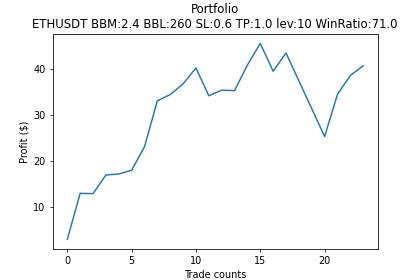 Portfolio
ETHUSDT BBM:2.4 BBL:260 SL:0.6 TP:1.0 lev:10 WinRatio:71.0
Profit ($)
40
30
20
10
0
5
10
15
20
Trade counts